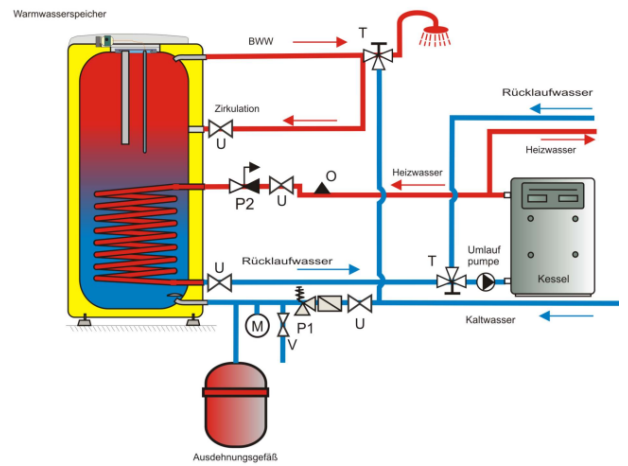 Warmwasserspeicher
BWW
T
Rücklaufwasser
Zirkulation
U
Heizwasser
Heizwasser
O
P2
U
Rücklaufwasser
U
T
Umlauf
pumpe
Kessel
M
V
P1
U
Kaltwasser
Ausdehnungsgefäß